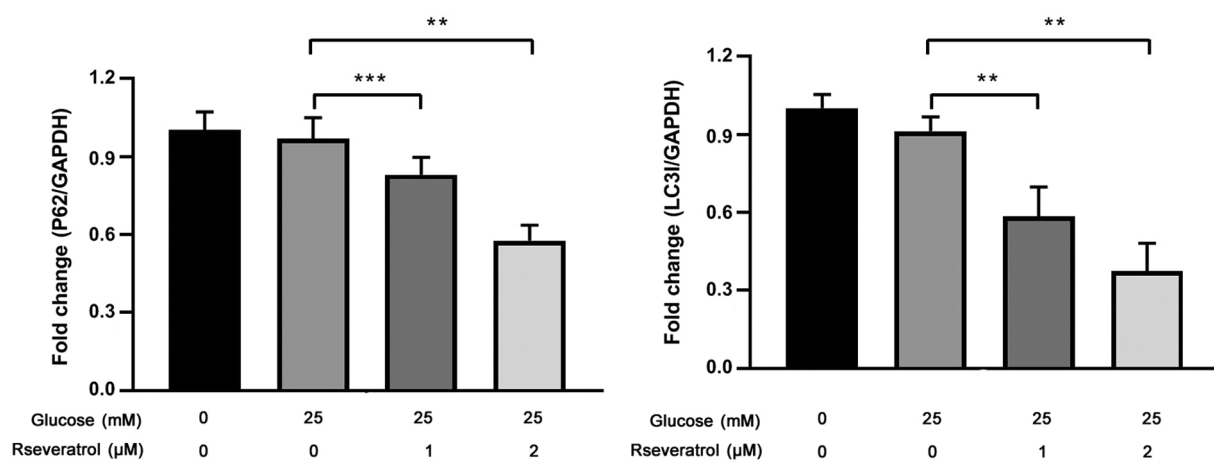 **
***
1.2
0.9
0.6
0.3
0.0
Fold change (P62/GAPDH)
Glucose (mM) 0 25 25 25
Rseveratrol (μM) 0 0 1 2
**
**
1.2
0.9
0.6
0.3
0.0
Fold change (LC3I/GAPDH)
Glucose (mM) 0 25 25 25
Rseveratrol (μM) 0 0 1 2